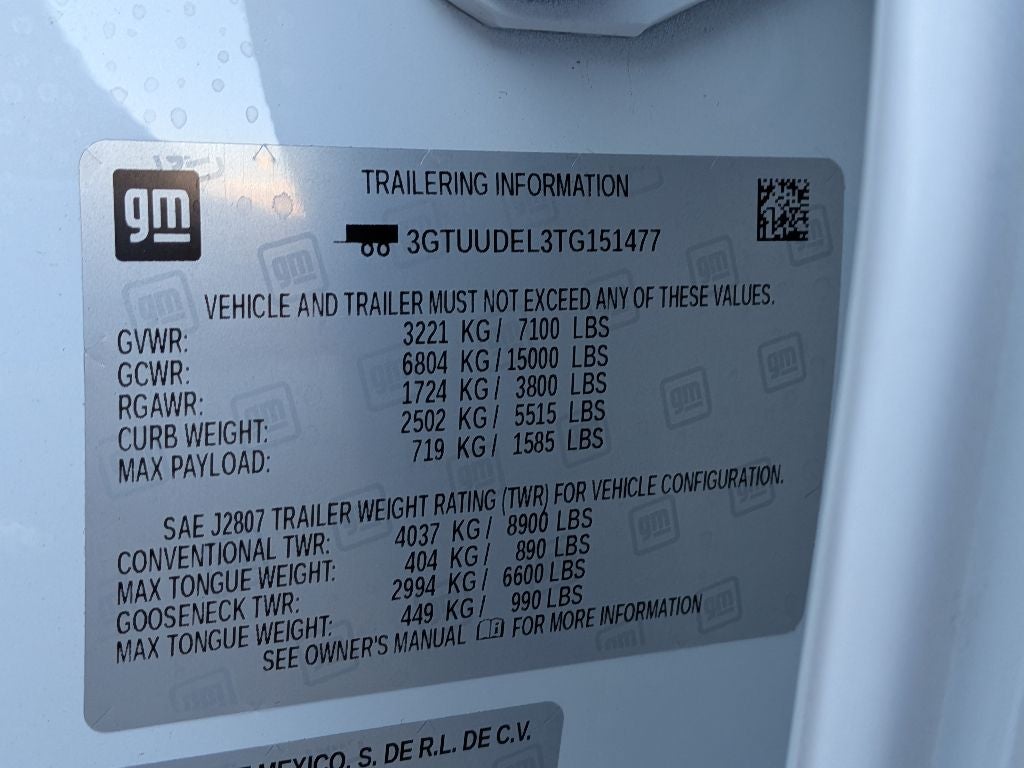 gm
TRAILERING INFORMATION
3GTUUDEL3TG151477
VEHICLE AND TRAILER MUST NOT EXCEED ANY OF THESE VALUES.
GVWR: 3221 KG/ 7100 LBS
GCWR: 6804 KG/ 15000 LBS
RGAWR: 1724 KG/ 3800 LBS
CURB WEIGHT: 2502 KG/ 5515 LBS
MAX PAYLOAD: 719 KG/ 1585 LBS
SAE J2807 TRAILER WEIGHT RATING (TWR) FOR VEHICLE CONFIGURATION.
CONVENTIONAL TWR: 4037 KG/ 8900 LBS
MAX TONGUE WEIGHT: 404 KG/ 890 LBS
GOOSENECK TWR: 2994 KG/ 6600 LBS
MAX TONGUE WEIGHT: 449 KG/ 990 LBS
SEE OWNER'S MANUAL FOR MORE INFORMATION
MEXICO, S. DE R.L. DE C.V.